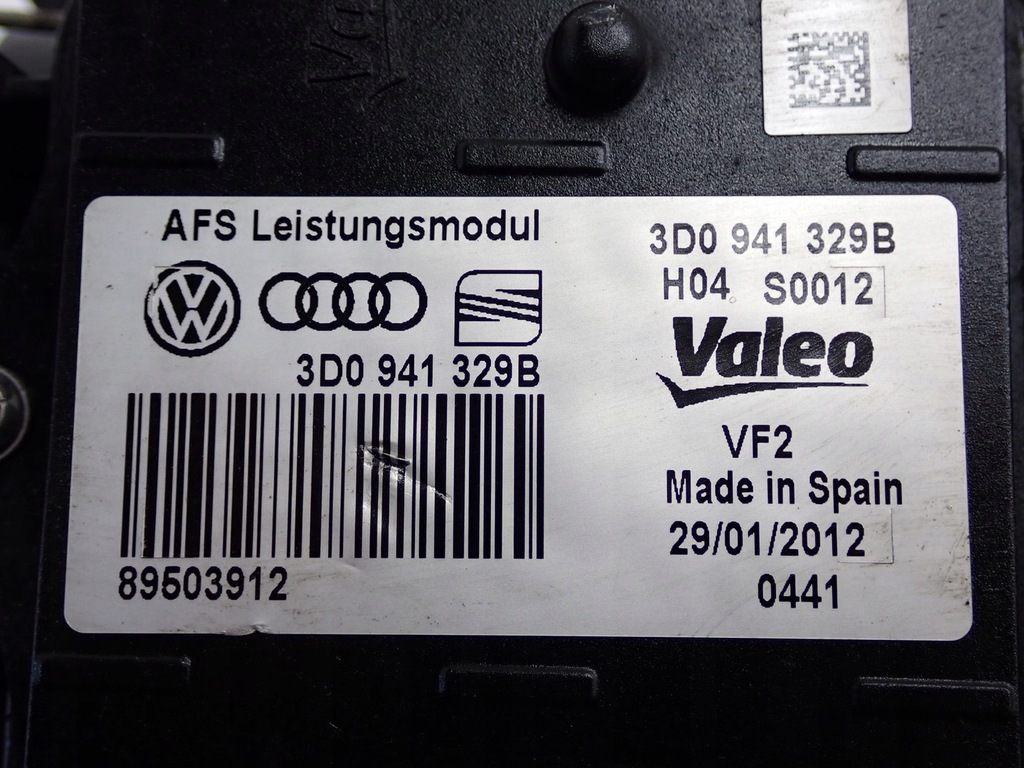 AFS Leistungsmodul
3D0 941 329B
89503912
3D0 941 329B
H04 S0012
Valeo
VF2
Made in Spain
29/01/2012
0441